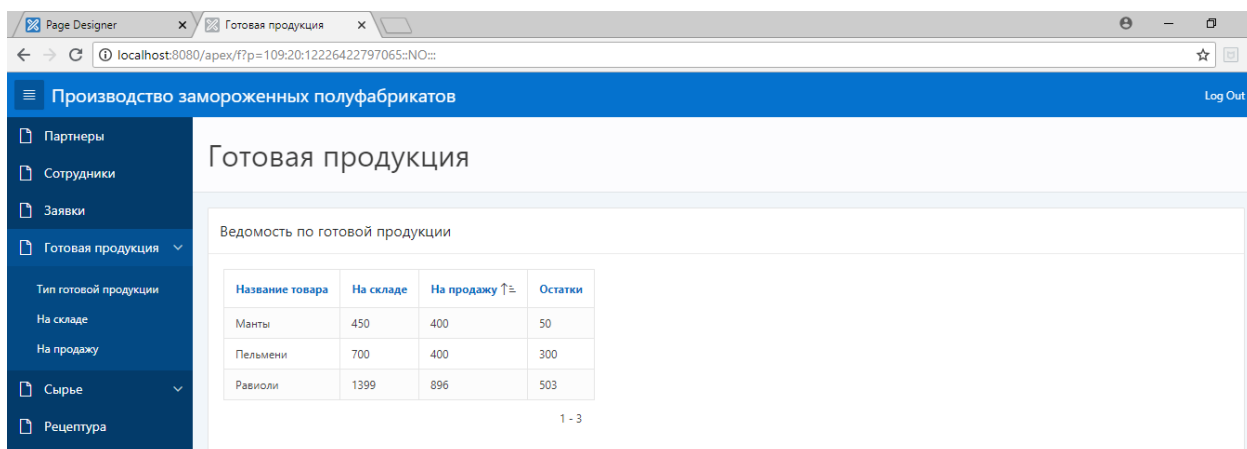 Page Designer
Готовая продукция
localhost:8080/apex/f?p=109:20:12226422797065::NO:::
Производство замороженных полуфабрикатов
Log Out
Партнеры
Сотрудники
Заявки
Готовая продукция
Тип готовой продукции
На складе
На продажу
Сырье
Рецептура
Готовая продукция
Ведомость по готовой продукции
Название товара На складе На продажу Остатки
Манты 450 400 50
Пельмени 700 400 300
Равиоли 1399 896 503
1 - 3